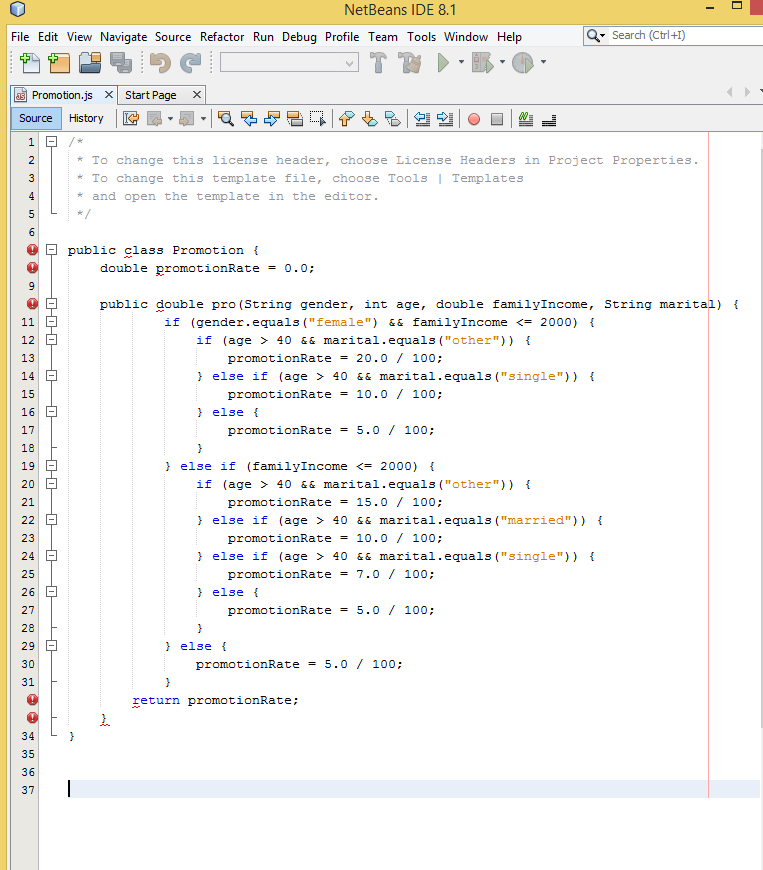 NetBeans IDE 8.1
File Edit View Navigate Source Refactor Run Debug Profile Team Tools Window Help
Search (Ctrl+I)
Promotion.js Start Page
Source History
1 /*
2 * To change this license header, choose License Headers in Project Properties.
3 * To change this template file, choose Tools | Templates
4 * and open the template in the editor.
5 */
6
public class Promotion {
double promotionRate = 0.0;
9
public double pro(String gender, int age, double familyIncome, String marital) {
11 if (gender.equals("female") && familyIncome <= 2000) {
12 if (age > 40 && marital.equals("other")) {
13 promotionRate = 20.0 / 100;
14 } else if (age > 40 && marital.equals("single")) {
15 promotionRate = 10.0 / 100;
16 } else {
17 promotionRate = 5.0 / 100;
18 }
19 } else if (familyIncome <= 2000) {
20 if (age > 40 && marital.equals("other")) {
21 promotionRate = 15.0 / 100;
22 } else if (age > 40 && marital.equals("married")) {
23 promotionRate = 10.0 / 100;
24 } else if (age > 40 && marital.equals("single")) {
25 promotionRate = 7.0 / 100;
26 } else {
27 promotionRate = 5.0 / 100;
28 }
29 } else {
30 promotionRate = 5.0 / 100;
31 }
return promotionRate;
}
34 }
35
36
37